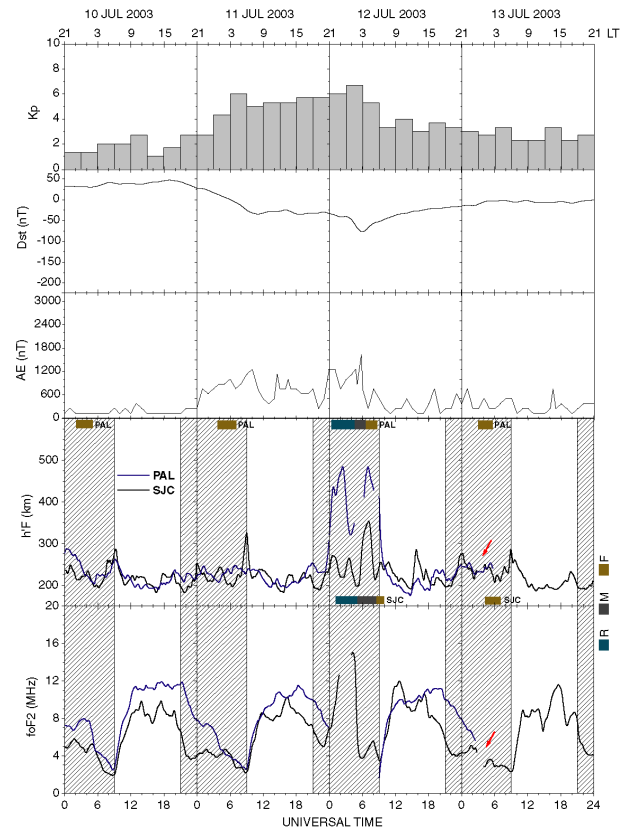 10 JUL 2003 11 JUL 2003 12 JUL 2003 13 JUL 2003
21 3 9 15 21 3 9 15 21 3 9 15 21 3 9 15 21 LT
10
8
6
4
2
0
Kp
50
0
-50
-100
-150
-200
Dst (nT)
3000
2400
1800
1200
600
0
AE (nT)
PAL PAL PAL PAL
500
400
300
200
h'F (km)
PAL
SJC
SJC SJC
F
M
R
20
16
12
8
4
0
foF2 (MHz)
0 6 12 18 0 6 12 18 0 6 12 18 0 6 12 18 24
UNIVERSAL TIME